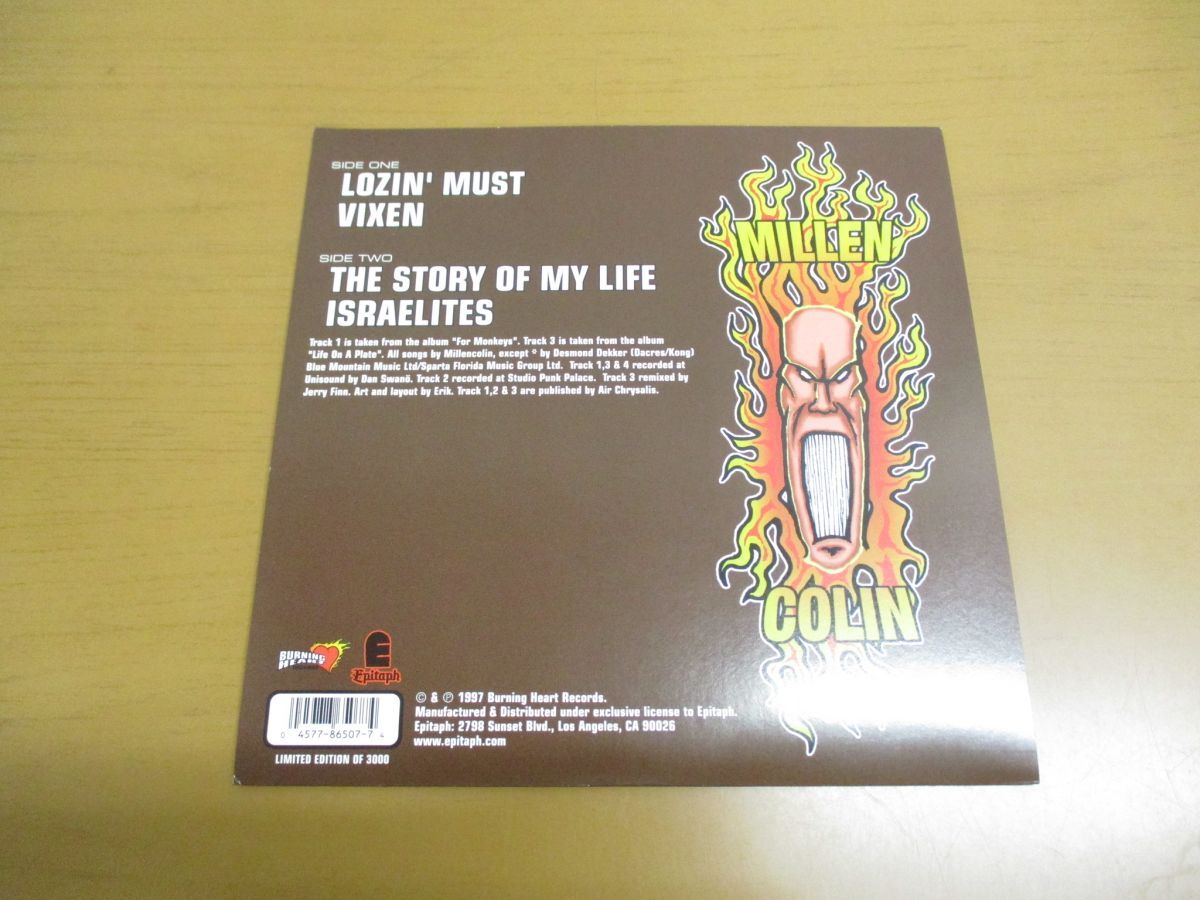 SIDE ONE
LOZIN' MUST
VIXEN
SIDE TWO
THE STORY OF MY LIFE
ISRAELITES
Track 1 is taken from the album "For Monkeys". Track 3 is taken from the album
"Life On A Plate". All songs by Millencolin, except * by Desmond Dekker (Dacres/Kong)
Blue Mountain Music Ltd/Sparta Florida Music Group Ltd. Track 1,3 & 4 recorded at
Unisound by Dan Swanö. Track 2 recorded at Studio Punk Palace. Track 3 remixed by
Jerry Finn. Art and layout by Erik. Track 1,2 & 3 are published by Air Chrysalis.
MILLEN
COLIN
BURNING
HEART
E
Epitaph
0 4577-86507-7 4
LIMITED EDITION OF 3000
© & ℗ 1997 Burning Heart Records.
Manufactured & Distributed under exclusive license to Epitaph.
Epitaph: 2798 Sunset Blvd., Los Angeles, CA 90026
www.epitaph.com